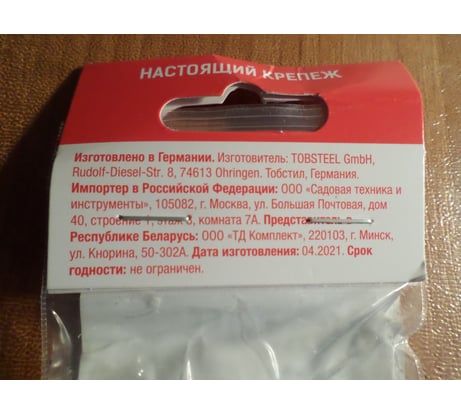 НАСТОЯЩИЙ КРЕПЕЖ
Изготовлено в Германии. Изготовитель: TOBSTEEL GmbH,
Rudolf-Diesel-Str. 8, 74613 Ohringen. Тобстил, Германия.
Импортер в Российской Федерации: ООО «Садовая техника и
инструменты», 105082, г. Москва, ул. Большая Почтовая, дом
40, строение 1, этаж 3, комната 7А. Представитель в
Республике Беларусь: ООО «ТД Комплект», 220103, г. Минск,
ул. Кнорина, 50-302А. Дата изготовления: 04.2021. Срок
годности: не ограничен.